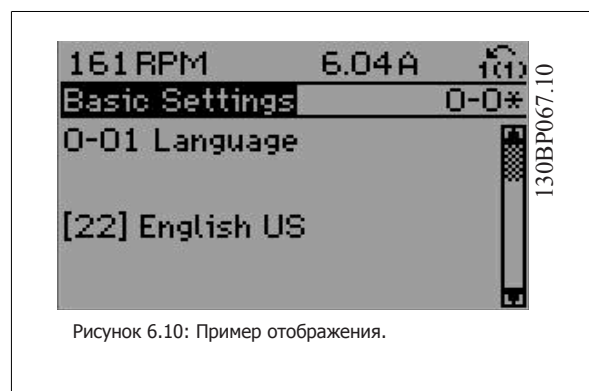 161 RPM 6.04 A 1(1)
Basic Settings 0-0*
0-01 Language
[22] English US
130BP067.10
Рисунок 6.10: Пример отображения.